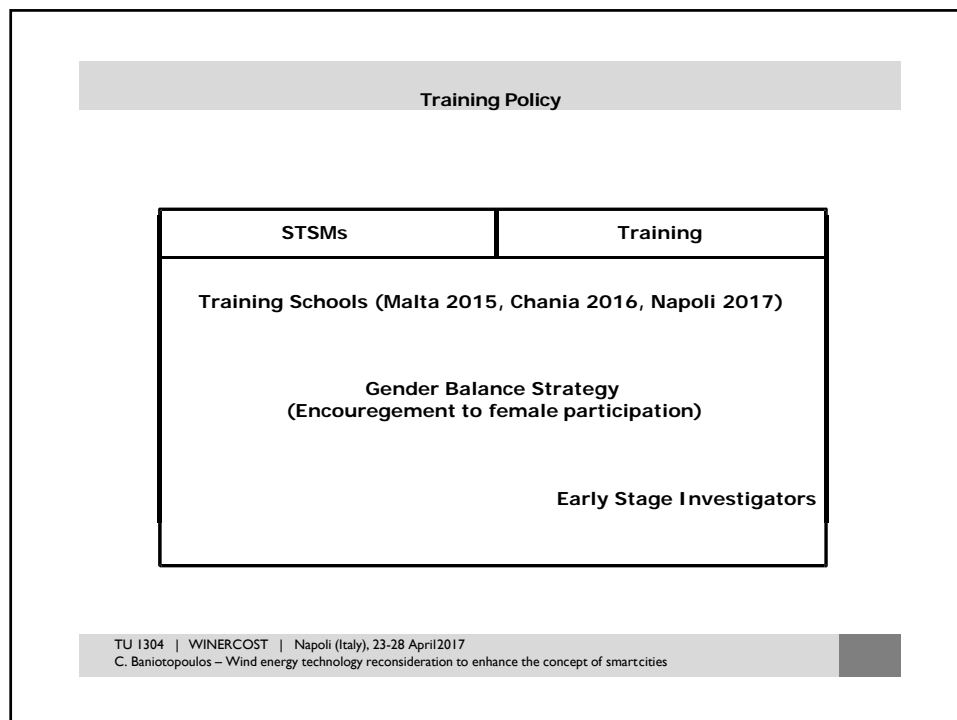 Training Policy
STSMs
Training
Training Schools (Malta 2015, Chania 2016, Napoli 2017)
Gender Balance Strategy
(Encouregement to female participation)
Early Stage Investigators
TU 1304 | WINERCOST | Napoli (Italy), 23-28 April2017
C. Baniotopoulos – Wind energy technology reconsideration to enhance the concept of smartcities